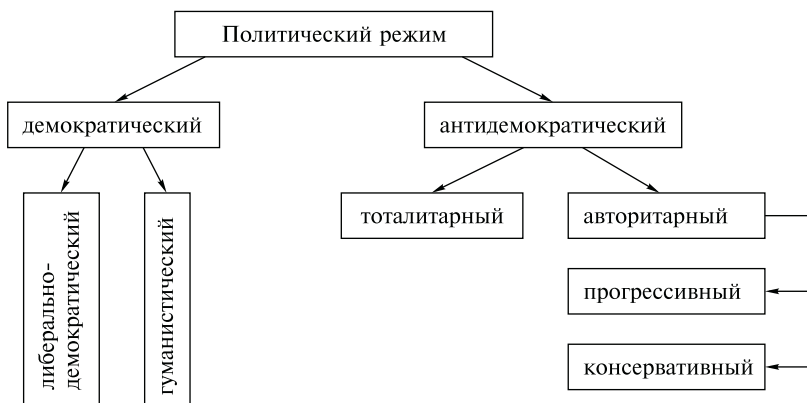 Политический режим
демократический
антидемократический
либерально-
демократический
гуманистический
тоталитарный
авторитарный
прогрессивный
консервативный